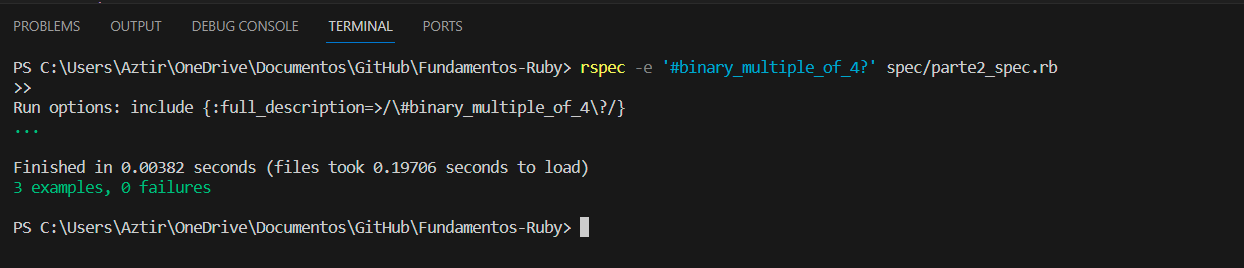 PROBLEMS OUTPUT DEBUG CONSOLE TERMINAL PORTS
PS C:\Users\Aztir\OneDrive\Documentos\GitHub\Fundamentos-Ruby> rspec -e '#binary_multiple_of_4?' spec/parte2_spec.rb
>>
Run options: include {:full_description=>/\#binary_multiple_of_4\?/}
...
Finished in 0.00382 seconds (files took 0.19706 seconds to load)
3 examples, 0 failures
PS C:\Users\Aztir\OneDrive\Documentos\GitHub\Fundamentos-Ruby>